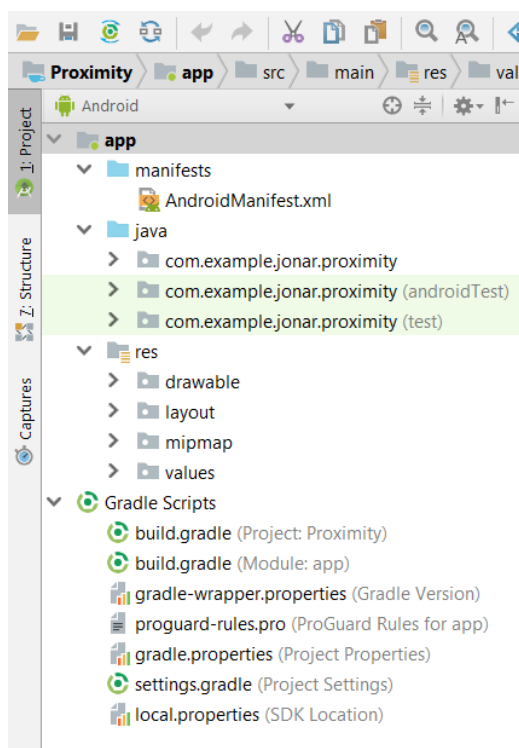 Proximity app src main res val
Android
1: Project
Z: Structure
Captures
app
manifests
AndroidManifest.xml
java
com.example.jonar.proximity
com.example.jonar.proximity (androidTest)
com.example.jonar.proximity (test)
res
drawable
layout
mipmap
values
Gradle Scripts
build.gradle (Project: Proximity)
build.gradle (Module: app)
gradle-wrapper.properties (Gradle Version)
proguard-rules.pro (ProGuard Rules for app)
gradle.properties (Project Properties)
settings.gradle (Project Settings)
local.properties (SDK Location)